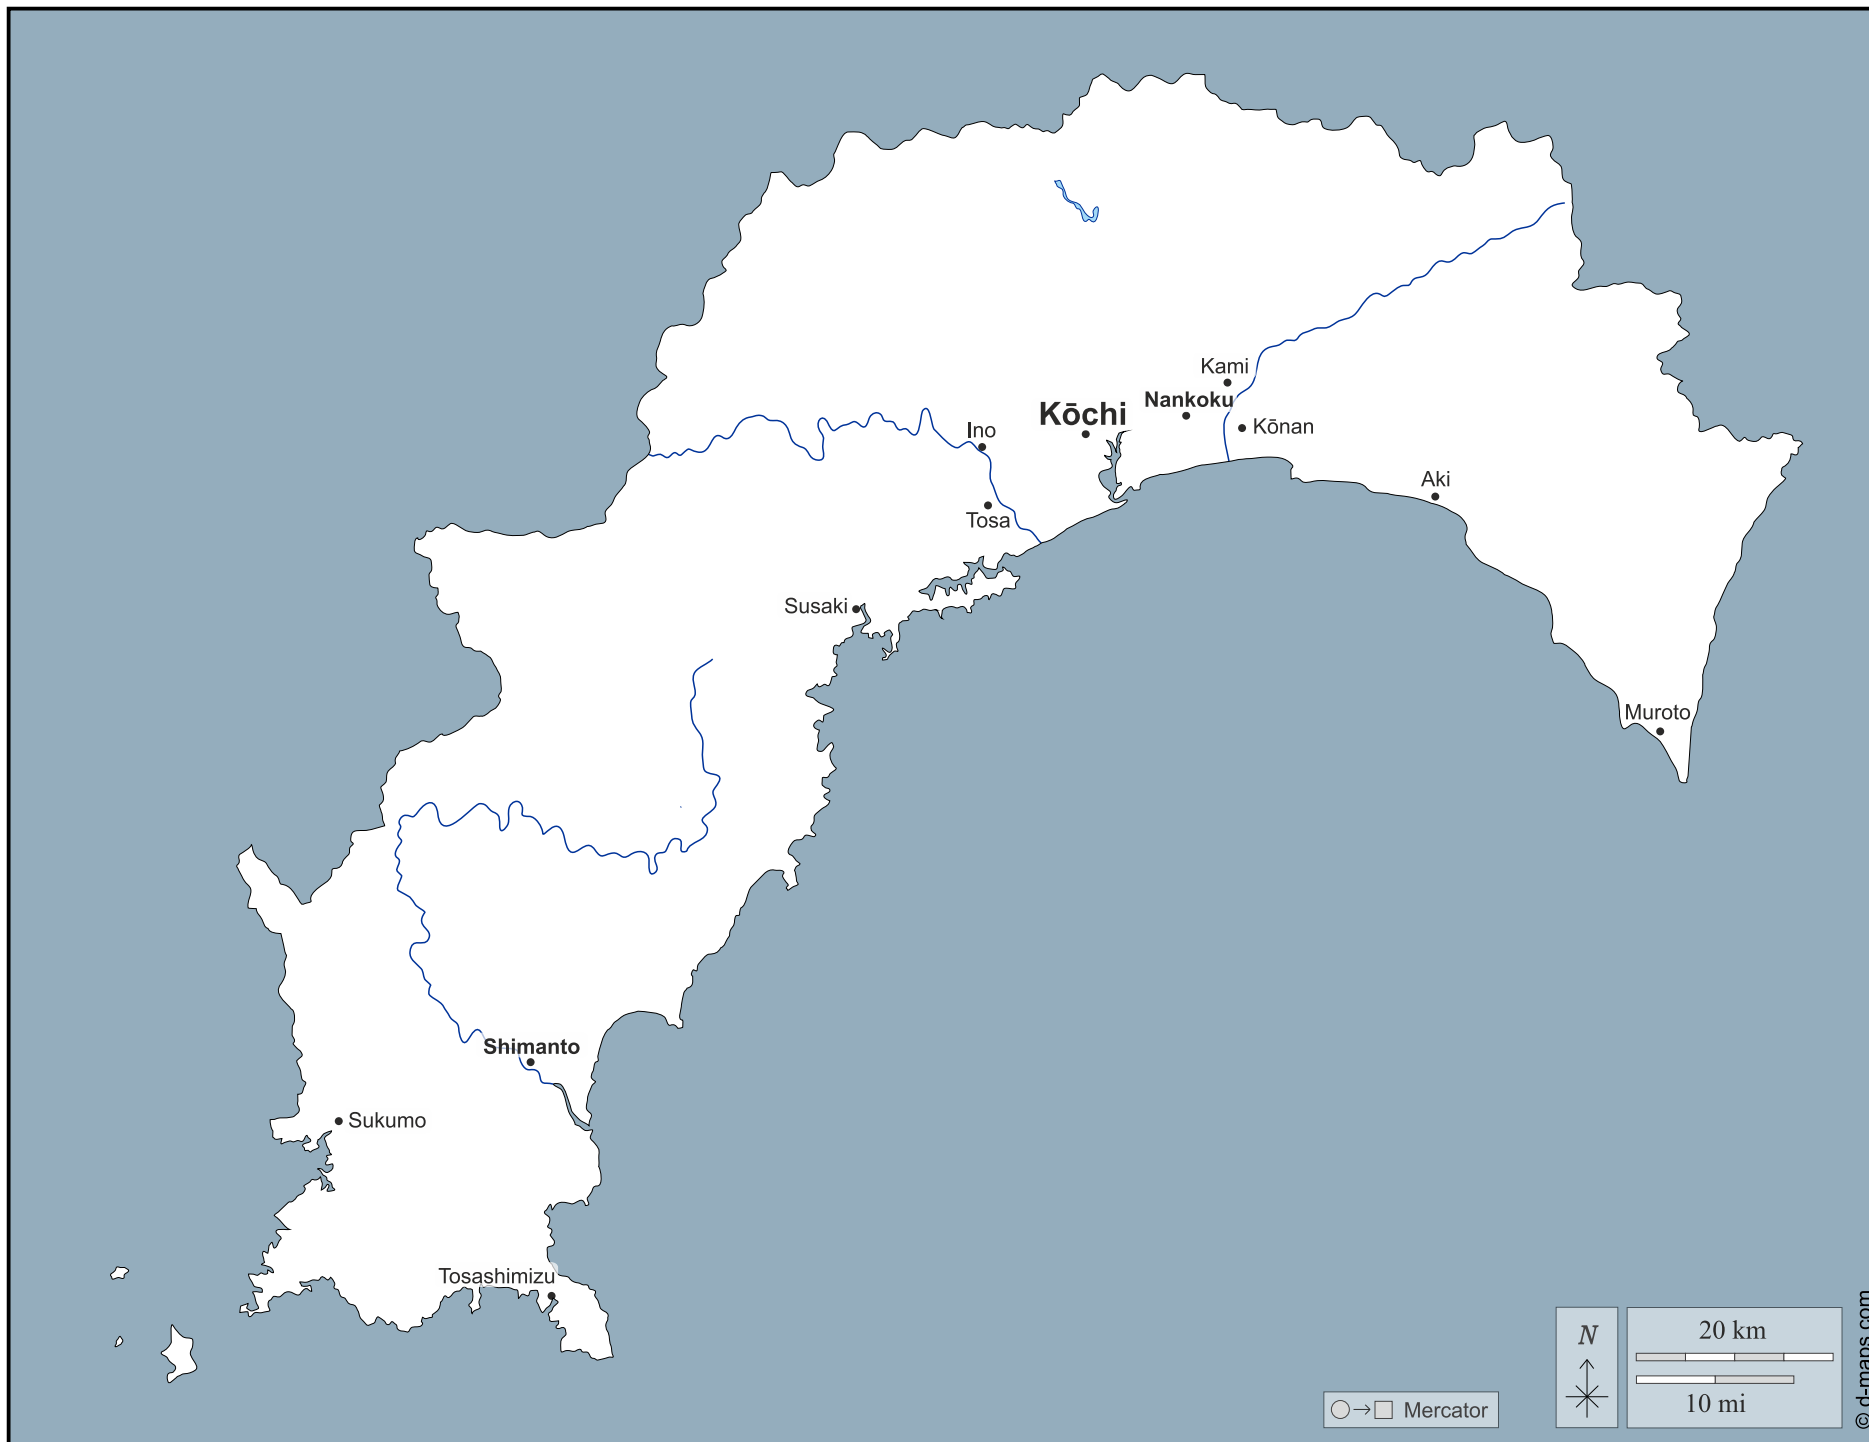 Kami
Nankoku
Kōchi
Kōnan
Ino
Aki
Tosa
Susaki
Muroto
Shimanto
Sukumo
Tosashimizu
N
20 km
10 mi
Mercator
© d-maps.com